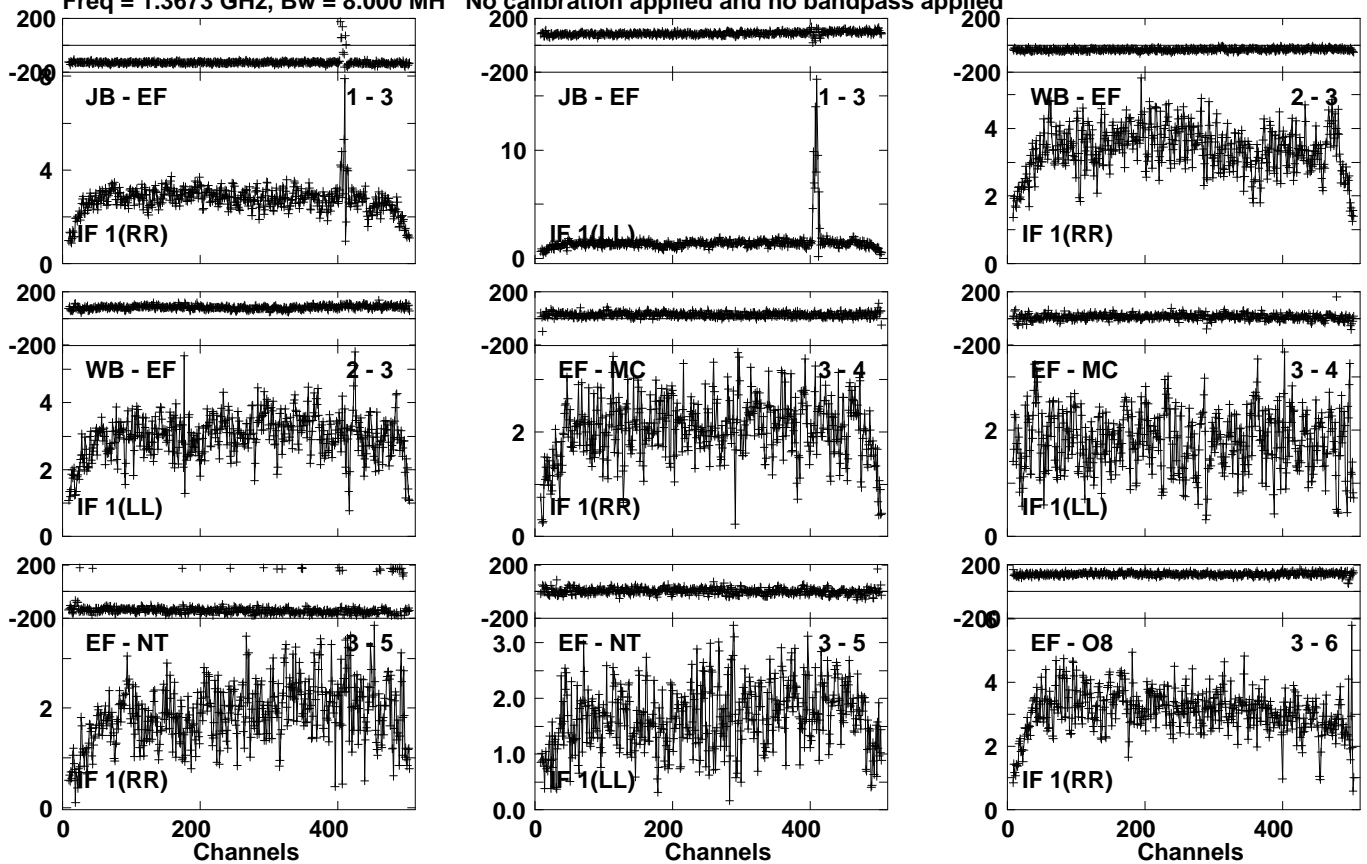 Freq = 1.3673 GHz, Bw = 8.000 MH No calibration applied and no bandpass applied
200
-200
8
JB - EF
1 - 3
4
IF 1(RR)
0
200
-200
JB - EF
1 - 3
10
IF 1(LL)
0
200
-200
WB - EF
2 - 3
4
2
IF 1(RR)
0
200
-200
WB - EF
2 - 3
4
2
IF 1(LL)
0
200
-200
EF - MC
3 - 4
2
IF 1(RR)
0
200
-200
EF - MC
3 - 4
2
IF 1(LL)
0
200
-200
EF - NT
3 - 5
2
IF 1(RR)
0
0 200 400
Channels
200
-200
3.0
EF - NT
3 - 5
2.0
1.0
IF 1(LL)
0.0
0 200 400
Channels
200
-200
6
EF - O8
3 - 6
4
2
IF 1(RR)
0
0 200 400
Channels